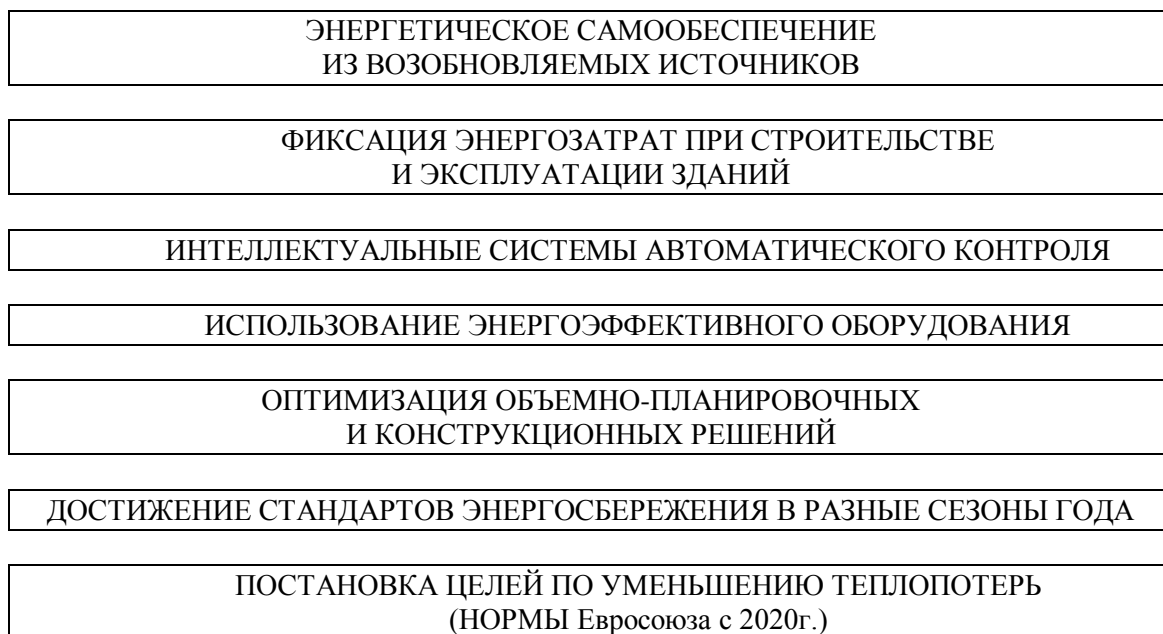 ЭНЕРГЕТИЧЕСКОЕ САМООБЕСПЕЧЕНИЕ
ИЗ ВОЗОБНОВЛЯЕМЫХ ИСТОЧНИКОВ
ФИКСАЦИЯ ЭНЕРГОЗАТРАТ ПРИ СТРОИТЕЛЬСТВЕ
И ЭКСПЛУАТАЦИИ ЗДАНИЙ
ИНТЕЛЛЕКТУАЛЬНЫЕ СИСТЕМЫ АВТОМАТИЧЕСКОГО КОНТРОЛЯ
ИСПОЛЬЗОВАНИЕ ЭНЕРГОЭФФЕКТИВНОГО ОБОРУДОВАНИЯ
ОПТИМИЗАЦИЯ ОБЪЕМНО-ПЛАНИРОВОЧНЫХ
И КОНСТРУКЦИОННЫХ РЕШЕНИЙ
ДОСТИЖЕНИЕ СТАНДАРТОВ ЭНЕРГОСБЕРЕЖЕНИЯ В РАЗНЫЕ СЕЗОНЫ ГОДА
ПОСТАНОВКА ЦЕЛЕЙ ПО УМЕНЬШЕНИЮ ТЕПЛОПОТЕРЬ
(НОРМЫ Евросоюза с 2020г.)